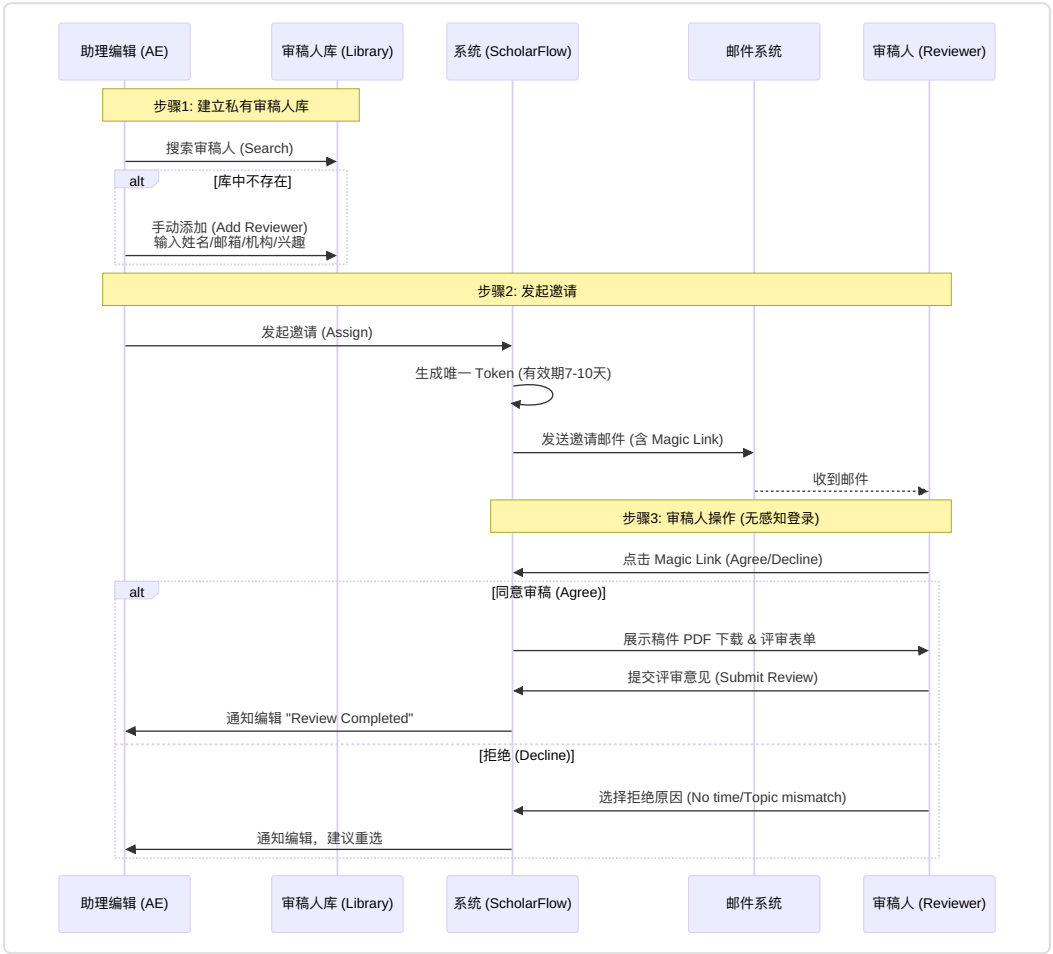 助理编辑 (AE)
审稿人库 (Library)
系统 (ScholarFlow)
邮件系统
审稿人 (Reviewer)
步骤1: 建立私有审稿人库
搜索审稿人 (Search)
alt
[库中不存在]
手动添加 (Add Reviewer)
输入姓名/邮箱/机构/兴趣
步骤2: 发起邀请
发起邀请 (Assign)
生成唯一 Token (有效期7-10天)
发送邀请邮件 (含 Magic Link)
收到邮件
步骤3: 审稿人操作 (无感知登录)
点击 Magic Link (Agree/Decline)
alt
[同意审稿 (Agree)]
展示稿件 PDF 下载 & 评审表单
提交评审意见 (Submit Review)
通知编辑 "Review Completed"
[拒绝 (Decline)]
选择拒绝原因 (No time/Topic mismatch)
通知编辑，建议重选
助理编辑 (AE)
审稿人库 (Library)
系统 (ScholarFlow)
邮件系统
审稿人 (Reviewer)